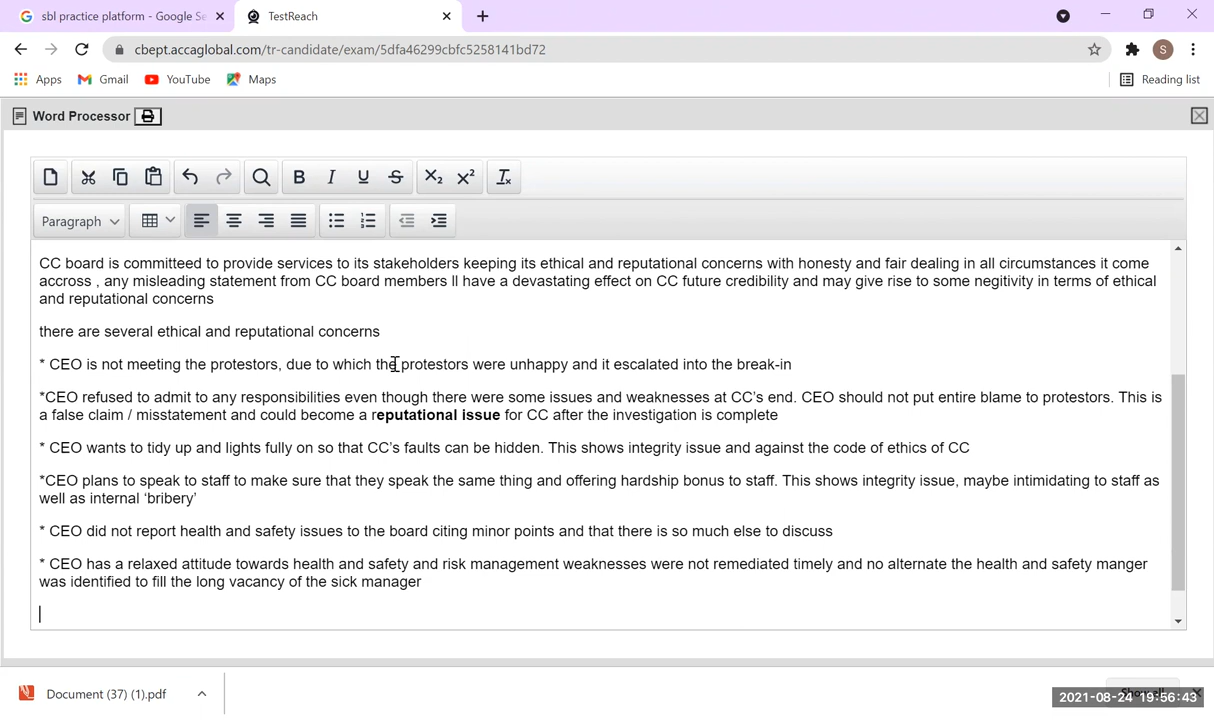 sbl practice platform - Google Se
TestReach
cbept.accaglobal.com/tr-candidate/exam/5dfa46299cbfc5258141bd72
S
Apps
Gmail
YouTube
Maps
Reading list
Word Processor
Paragraph
CC board is committeed to provide services to its stakeholders keeping its ethical and reputational concerns with honesty and fair dealing in all circumstances it come
accross , any misleading statement from CC board members ll have a devastating effect on CC future credibility and may give rise to some negitivity in terms of ethical
and reputational concerns
there are several ethical and reputational concerns
* CEO is not meeting the protestors, due to which the protestors were unhappy and it escalated into the break-in
*CEO refused to admit to any responsibilities even though there were some issues and weaknesses at CC's end. CEO should not put entire blame to protestors. This is
a false claim / misstatement and could become a reputational issue for CC after the investigation is complete
* CEO wants to tidy up and lights fully on so that CC's faults can be hidden. This shows integrity issue and against the code of ethics of CC
*CEO plans to speak to staff to make sure that they speak the same thing and offering hardship bonus to staff. This shows integrity issue, maybe intimidating to staff as
well as internal ‘bribery’
* CEO did not report health and safety issues to the board citing minor points and that there is so much else to discuss
* CEO has a relaxed attitude towards health and safety and risk management weaknesses were not remediated timely and no alternate the health and safety manger
was identified to fill the long vacancy of the sick manager
Document (37) (1).pdf
2021-08-24 19:56:43